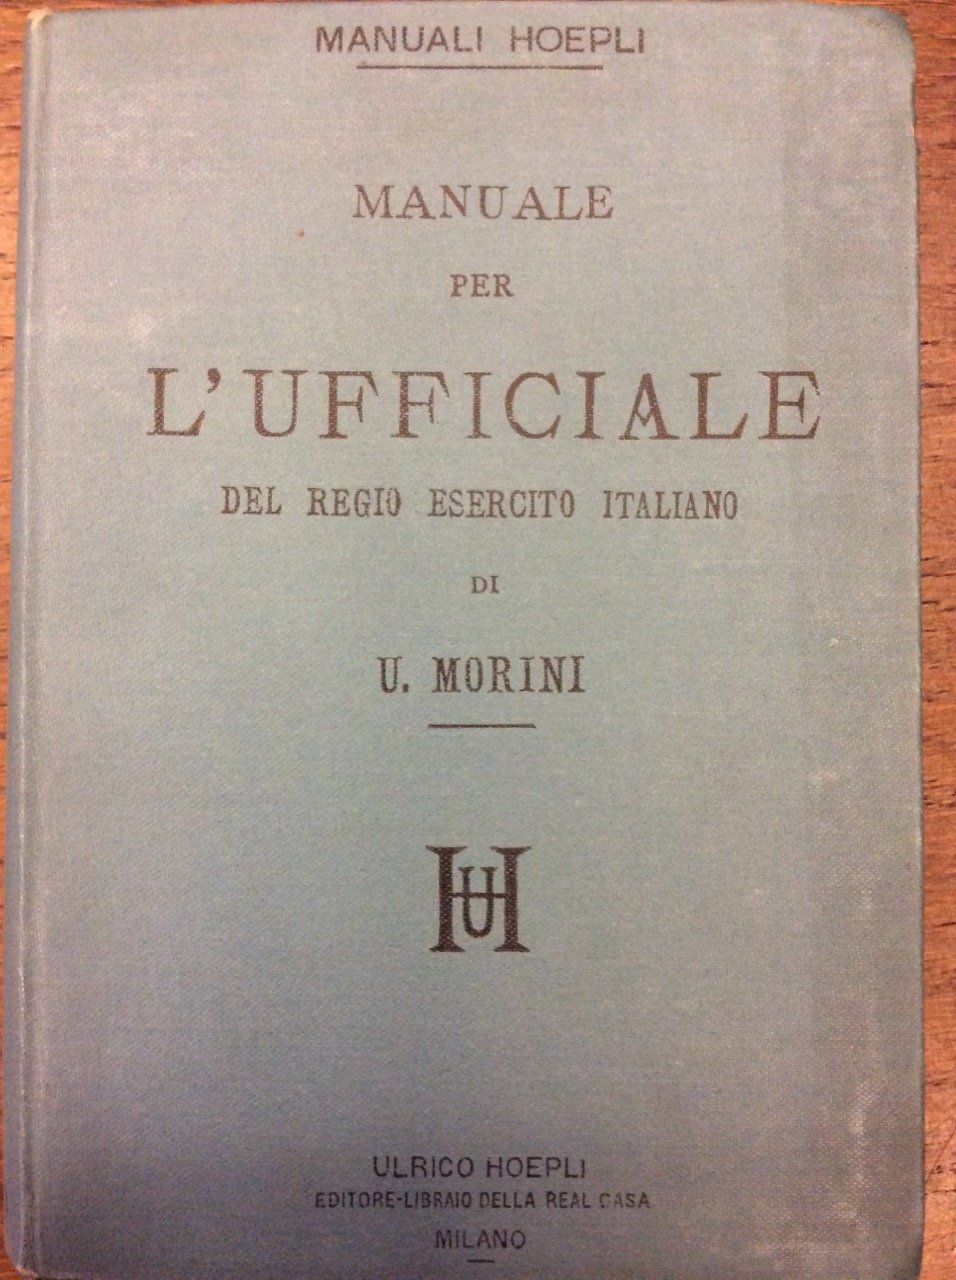 MANUALI HOEPLI
MANUALE
PER
L'UFFICIALE
DEL REGIO ESERCITO ITALIANO
DI
U. MORINI
HU
ULRICO HOEPLI
EDITORE-LIBRAIO DELLA REAL CASA
MILANO